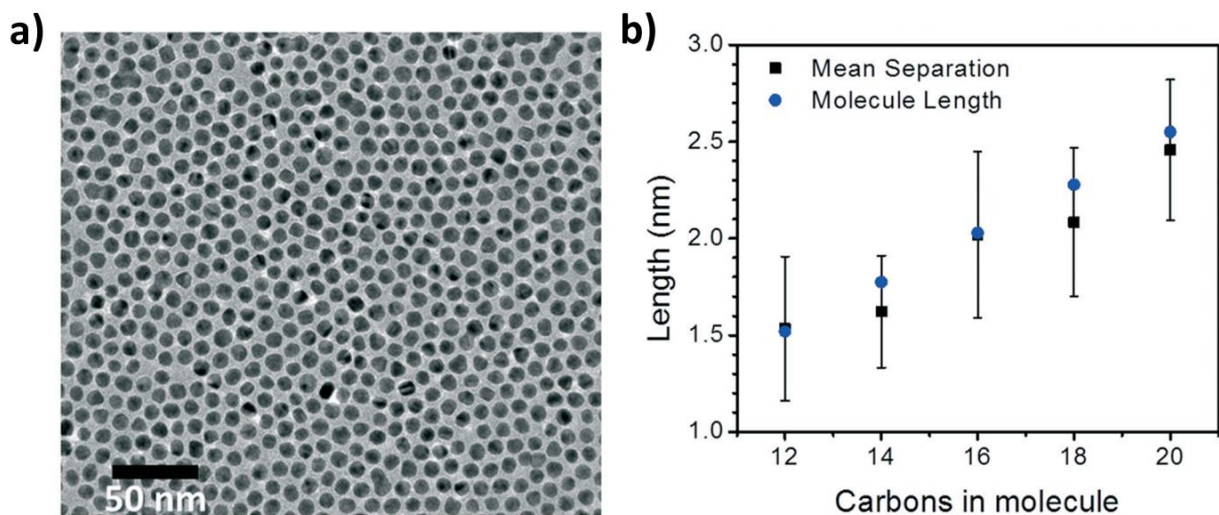 a)
50 nm
b)
Mean Separation
Molecule Length
Length (nm)
3.0
2.5
2.0
1.5
1.0
12 14 16 18 20
Carbons in molecule